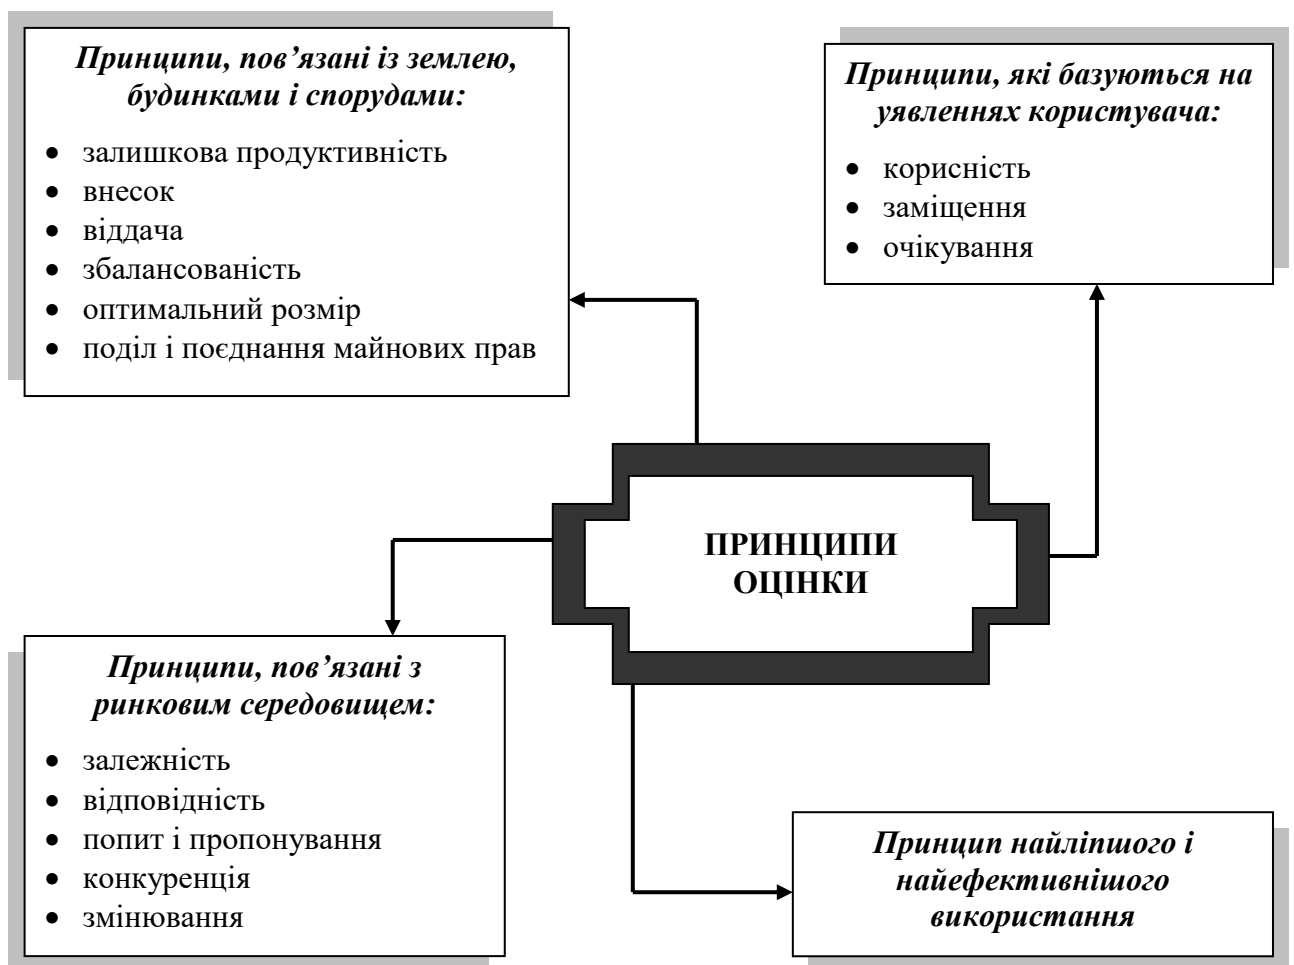 Принципи, пов’язані із землею,
будинками і спорудами:
• залишкова продуктивність
• внесок
• віддача
• збалансованість
• оптимальний розмір
• поділ і поєднання майнових прав
Принципи, які базуються на
уявленнях користувача:
• корисність
• заміщення
• очікування
ПРИНЦИПИ
ОЦІНКИ
Принципи, пов’язані з
ринковим середовищем:
• залежність
• відповідність
• попит і пропонування
• конкуренція
• змінювання
Принцип найліпшого і
найефективнішого
використання